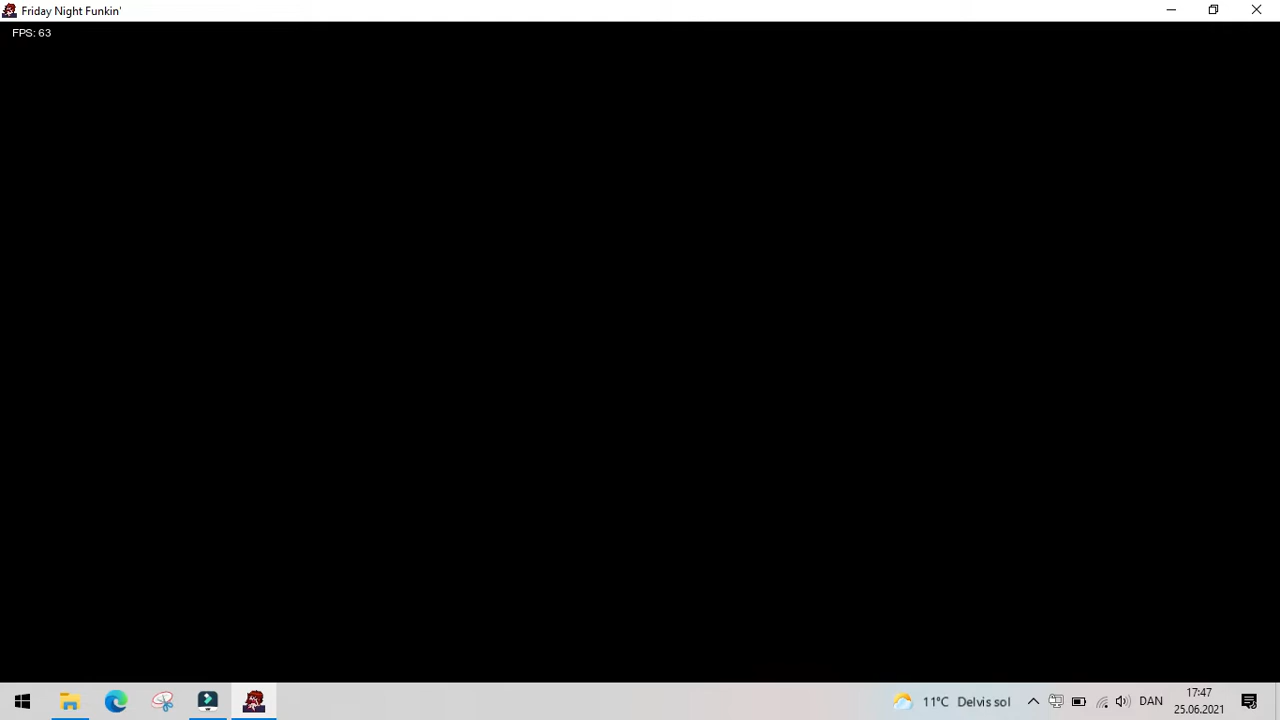 Friday Night Funkin'
FPS: 63
11°C Delvis sol
DAN
17:47
25.06.2021